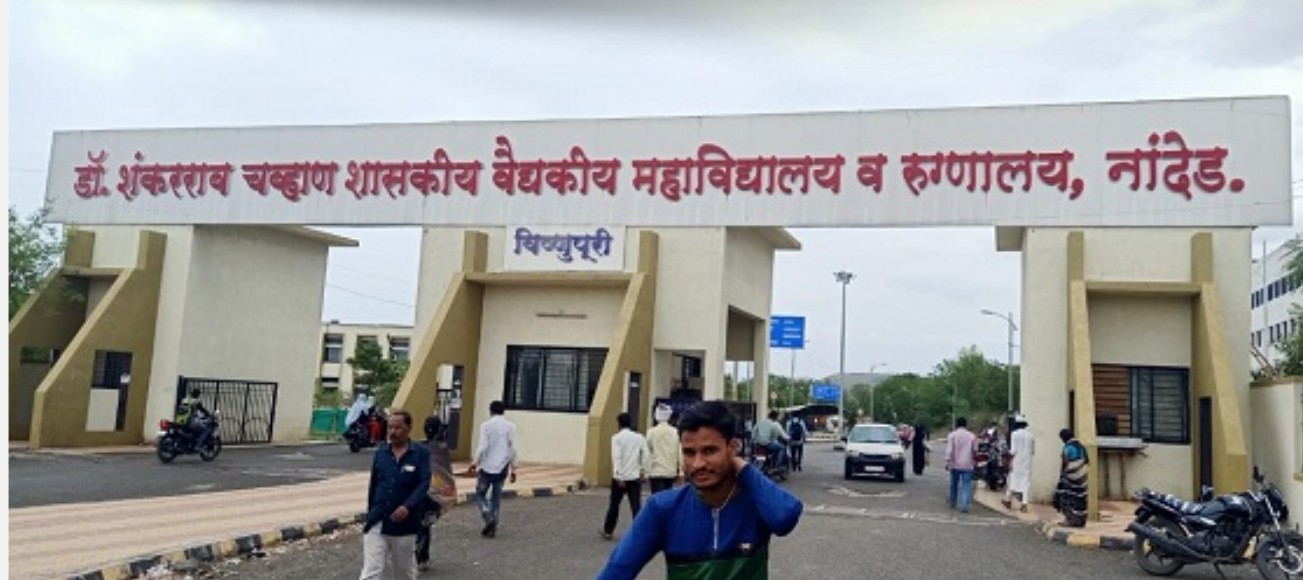 डॉ. शंकरराव चव्हाण शासकीय वैद्यकीय महाविद्यालय व रुग्णालय, नांदेड.
विष्णुपूरी